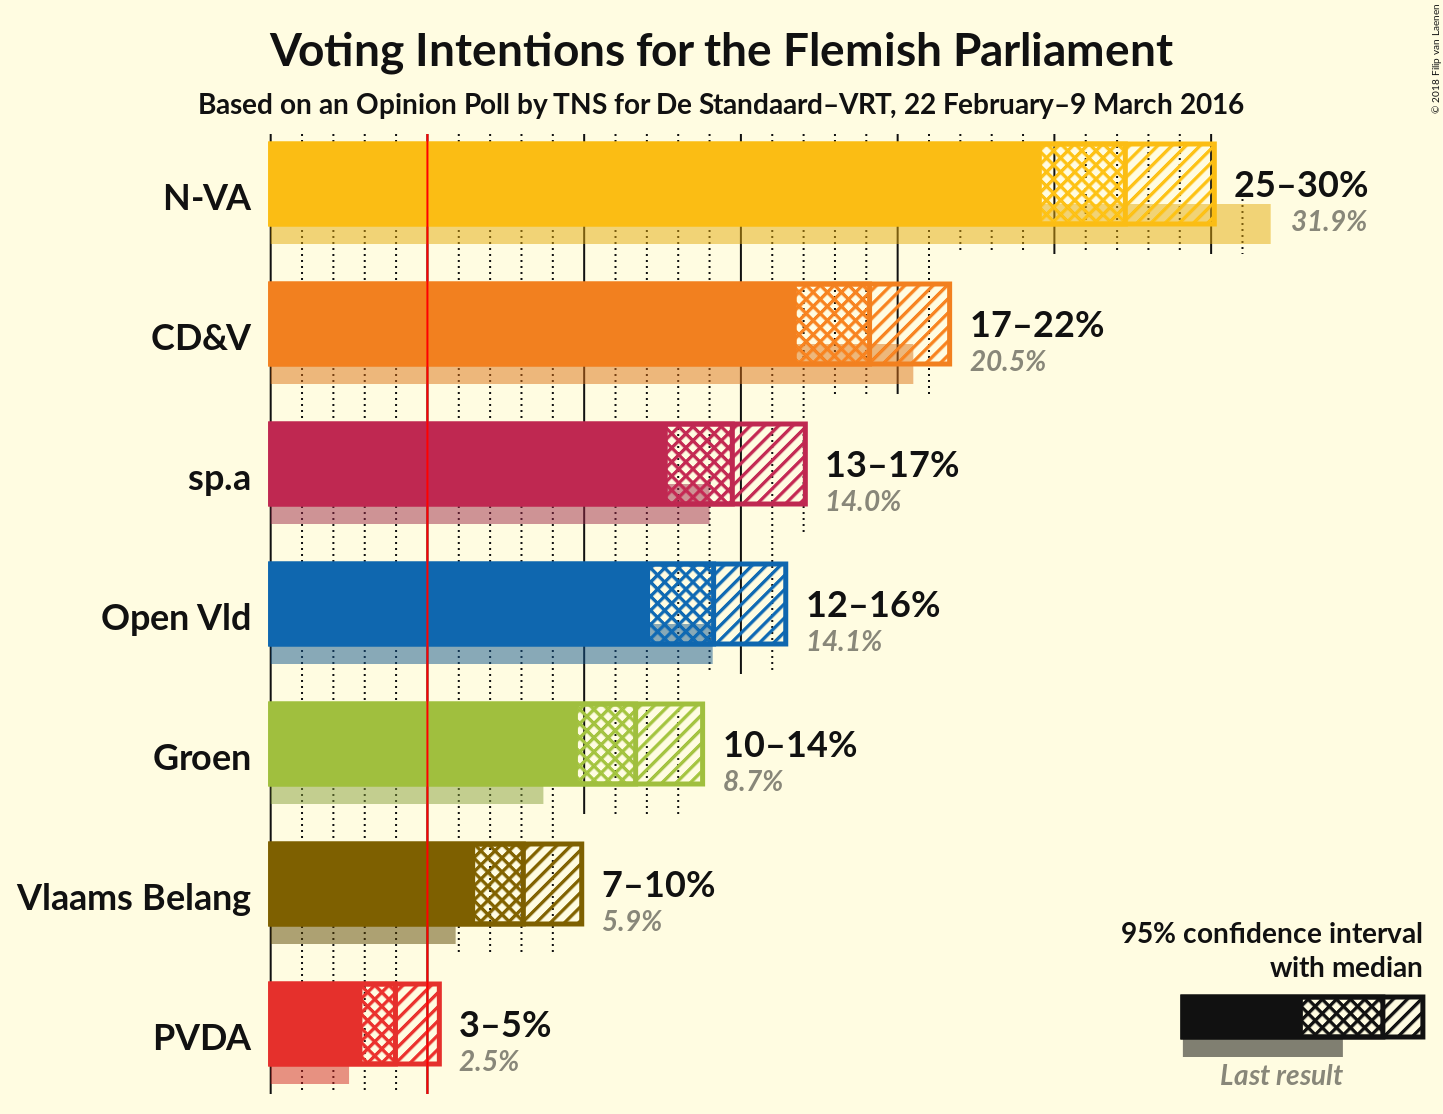 Voting Intentions for the Flemish Parliament
Based on an Opinion Poll by TNS for De Standaard–VRT, 22 February–9 March 2016
© 2018 Filip van Laenen
N-VA
25–30%
31.9%
CD&V
17–22%
20.5%
sp.a
13–17%
14.0%
Open Vld
12–16%
14.1%
Groen
10–14%
8.7%
Vlaams Belang
7–10%
5.9%
PVDA
3–5%
2.5%
95% confidence interval
with median
Last result